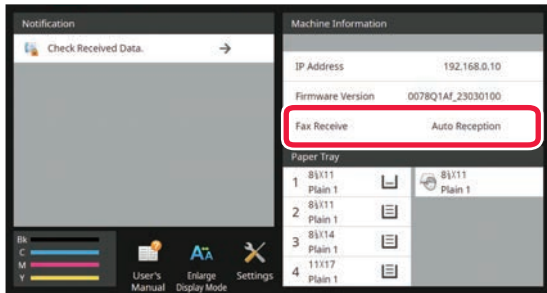 Notification
Check Received Data.
Machine Information
IP Address 192.168.0.10
Firmware Version 0078Q1Af_23030100
Fax Receive Auto Reception
Paper Tray
1 8½X11
Plain 1
2 8½X11
Plain 1
3 8½X14
Plain 1
4 11X17
Plain 1
8½X11
Plain 1
Bk
C
M
Y
User's
Manual
Enlarge
Display Mode
Settings